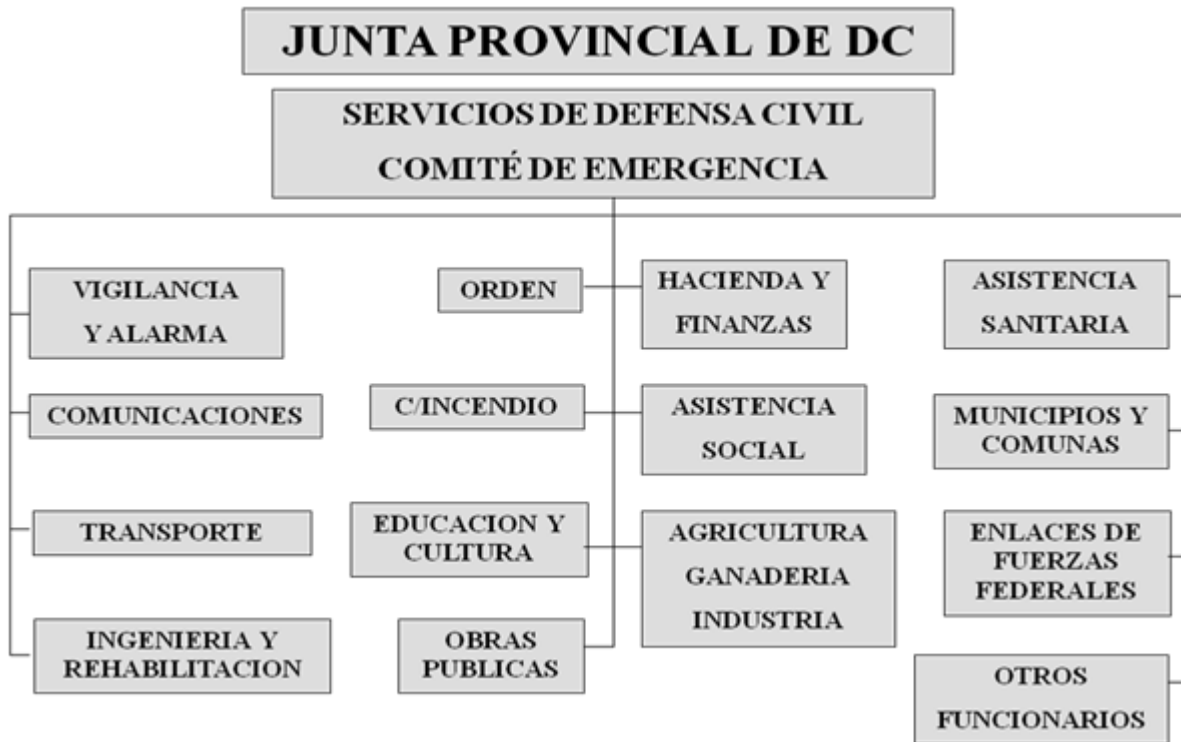 JUNTA PROVINCIAL DE DC
SERVICIOS DE DEFENSA CIVIL
COMITÉ DE EMERGENCIA
VIGILANCIA
Y ALARMA
COMUNICACIONES
TRANSPORTE
INGENIERIA Y
REHABILITACION
ORDEN
C/INCENDIO
EDUCACION Y
CULTURA
OBRAS
PUBLICAS
HACIENDA Y
FINANZAS
ASISTENCIA
SOCIAL
AGRICULTURA
GANADERIA
INDUSTRIA
ASISTENCIA
SANITARIA
MUNICIPIOS Y
COMUNAS
ENLACES DE
FUERZAS
FEDERALES
OTROS
FUNCIONARIOS